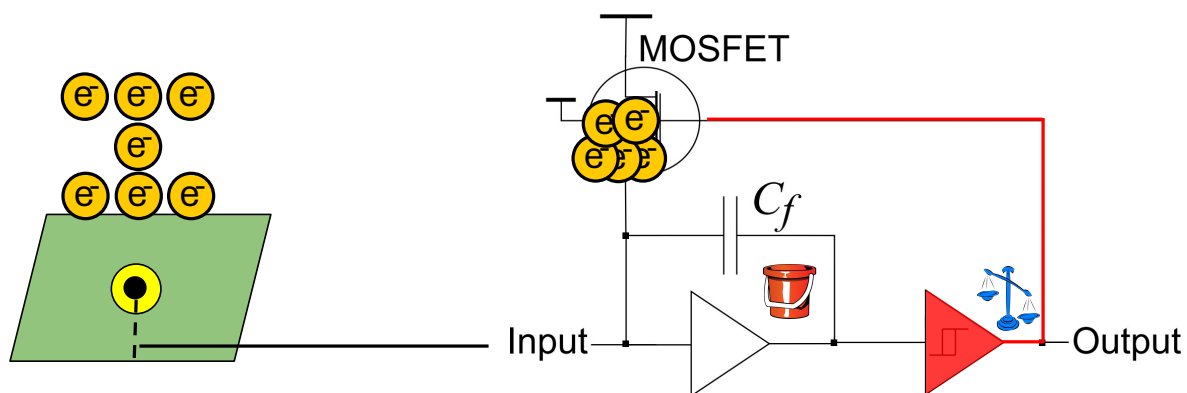 MOSFET
e⁻ e⁻ e⁻
e⁻ e⁻
e⁻
e⁻ e⁻ e⁻
e⁻ e⁻ e⁻
C_f
Input
Output